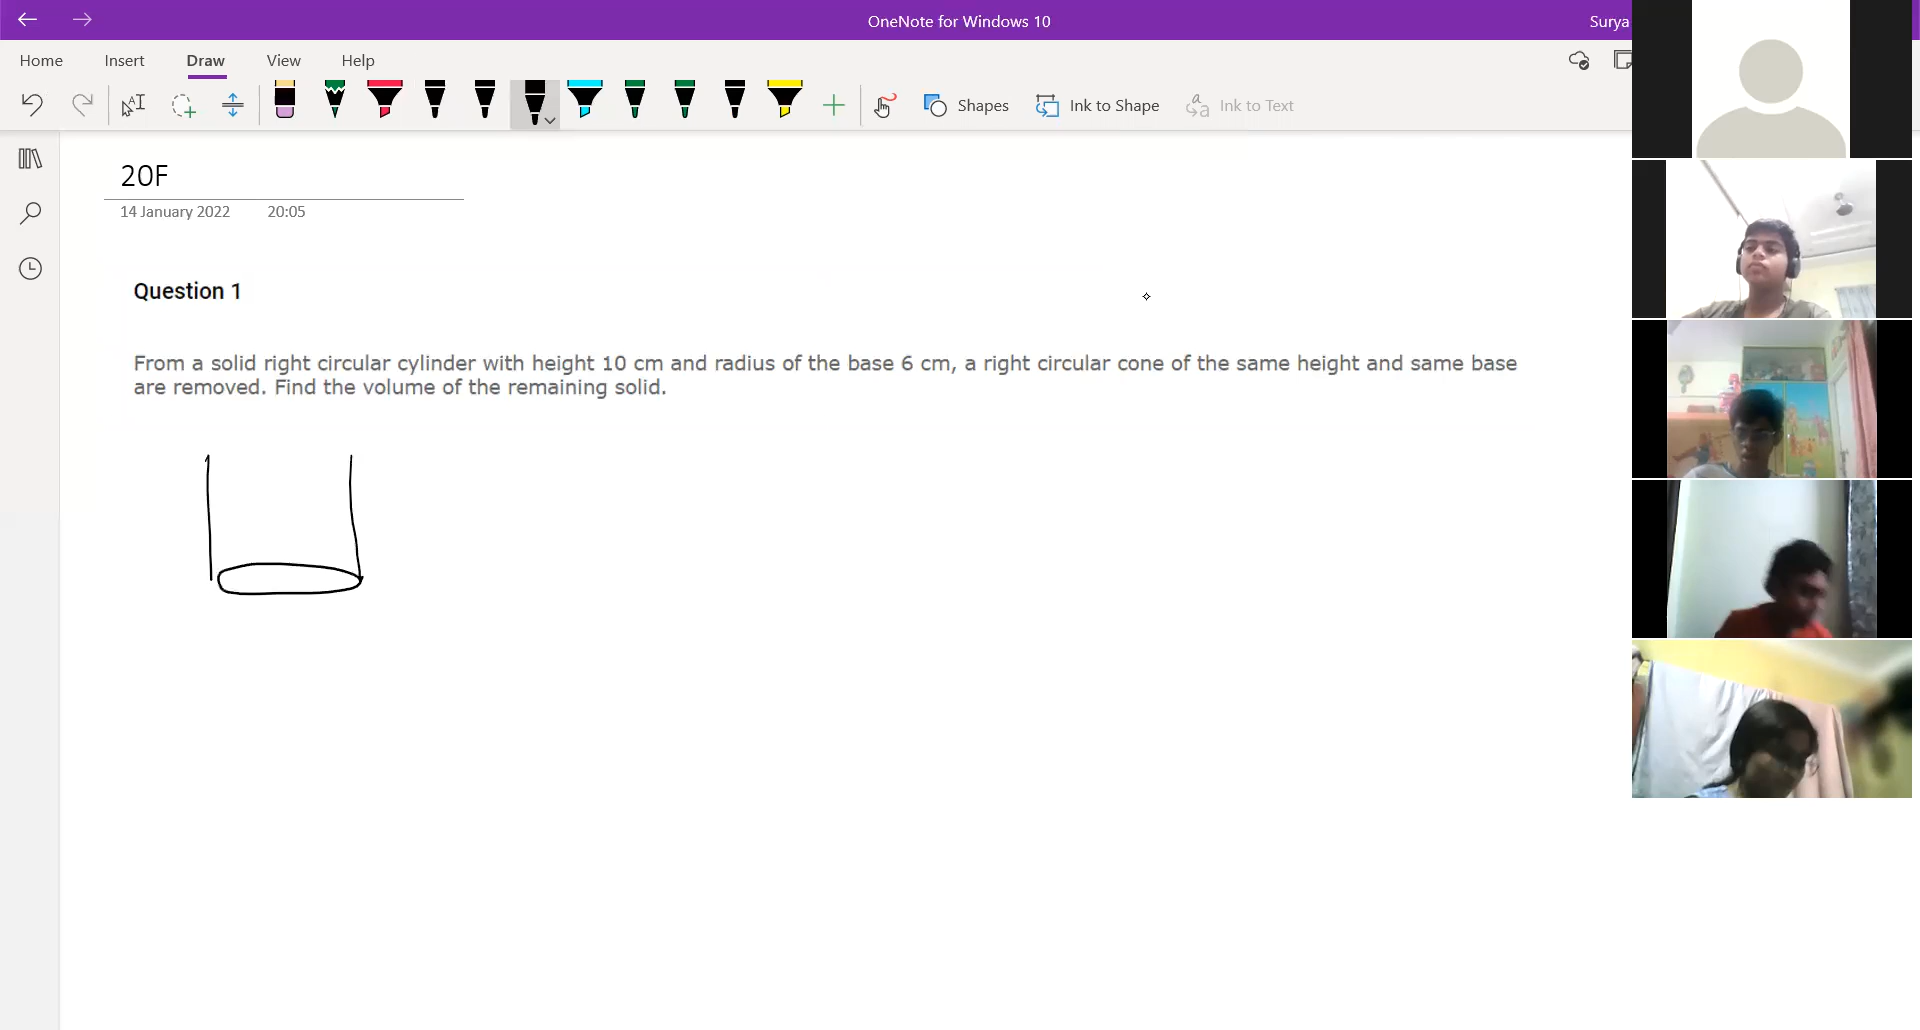 OneNote for Windows 10
Surya
Home Insert Draw View Help
Shapes Ink to Shape Ink to Text
20F
14 January 2022 20:05
Question 1
From a solid right circular cylinder with height 10 cm and radius of the base 6 cm, a right circular cone of the same height and same base
are removed. Find the volume of the remaining solid.